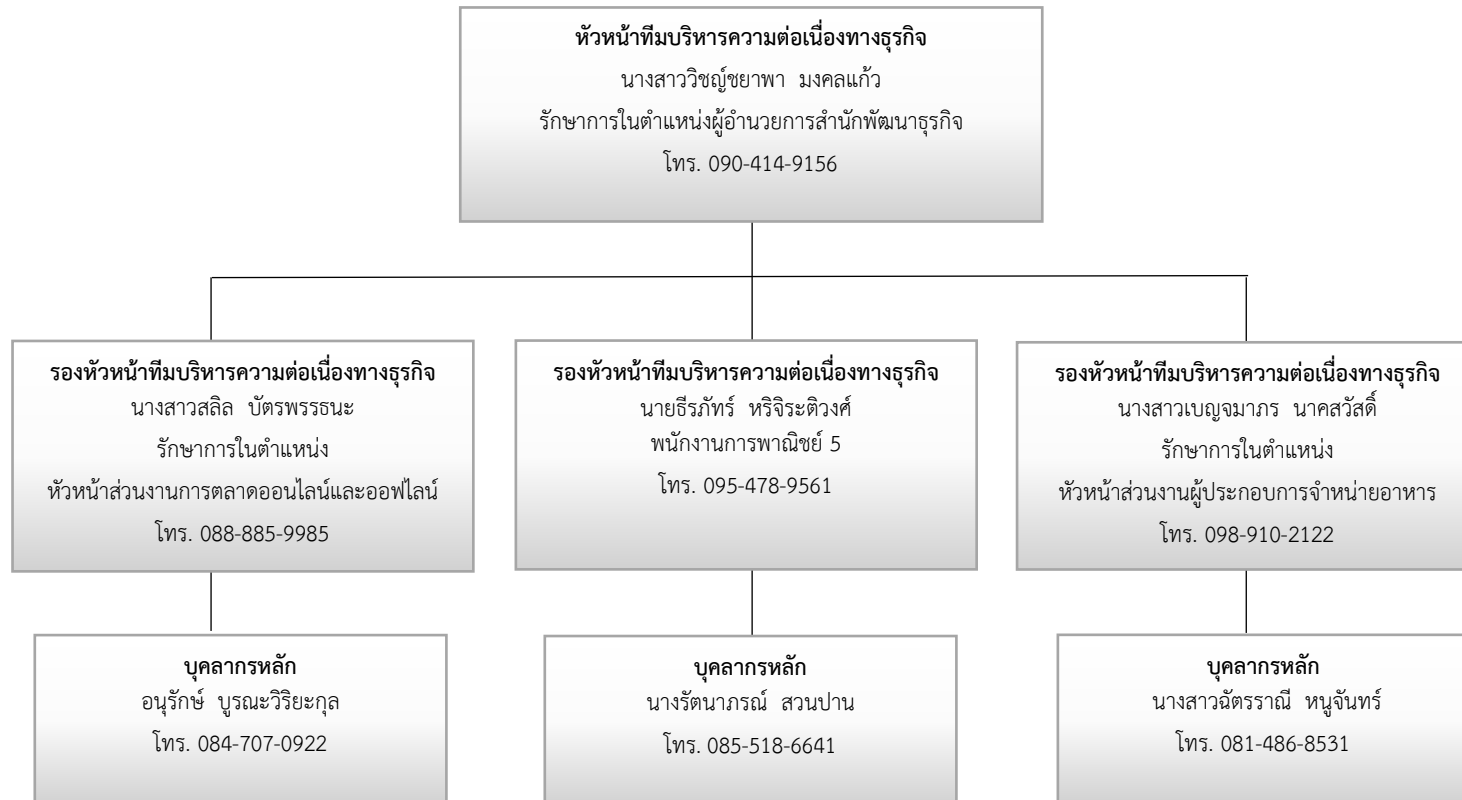 หัวหน้าทีมบริหารความต่อเนื่องทางธุรกิจ
นางสาววิชญ์ชยาพา มงคลแก้ว
รักษาการในตำแหน่งผู้อำนวยการสำนักพัฒนาธุรกิจ
โทร. 090-414-9156
รองหัวหน้าทีมบริหารความต่อเนื่องทางธุรกิจ
นางสาวสลิล บัตรพรรธนะ
รักษาการในตำแหน่ง
หัวหน้าส่วนงานการตลาดออนไลน์และออฟไลน์
โทร. 088-885-9985
รองหัวหน้าทีมบริหารความต่อเนื่องทางธุรกิจ
นายธีรภัทร์ หริจิระติวงศ์
พนักงานการพาณิชย์ 5
โทร. 095-478-9561
รองหัวหน้าทีมบริหารความต่อเนื่องทางธุรกิจ
นางสาวเบญจมาภร นาคสวัสดิ์
รักษาการในตำแหน่ง
หัวหน้าส่วนงานผู้ประกอบการจำหน่ายอาหาร
โทร. 098-910-2122
บุคลากรหลัก
อนุรักษ์ บูรณะวิริยะกุล
โทร. 084-707-0922
บุคลากรหลัก
นางรัตนาภรณ์ สวนปาน
โทร. 085-518-6641
บุคลากรหลัก
นางสาวฉัตรราณี หนูจันทร์
โทร. 081-486-8531